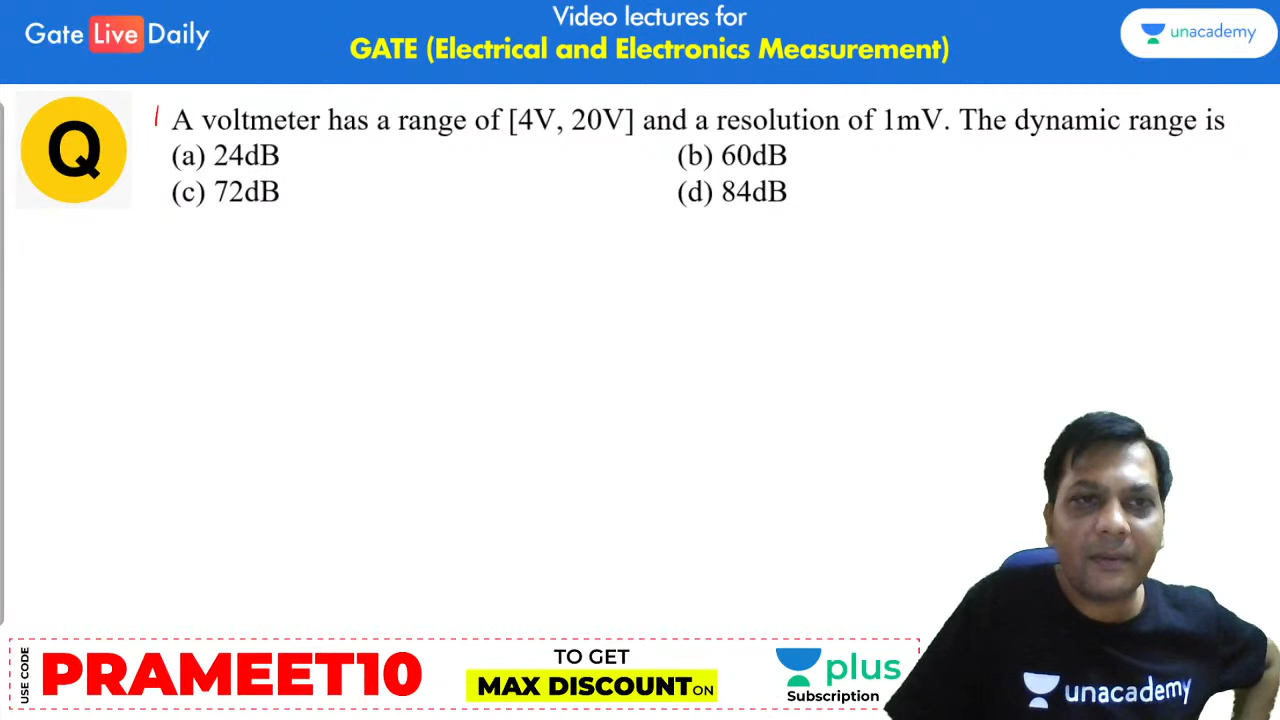 Gate Live Daily
Video lectures for
GATE (Electrical and Electronics Measurement)
unacademy
Q
A voltmeter has a range of [4V, 20V] and a resolution of 1mV. The dynamic range is
(a) 24dB
(b) 60dB
(c) 72dB
(d) 84dB
USE CODE
PRAMEET10
TO GET
MAX DISCOUNT ON
plus
Subscription
unacademy